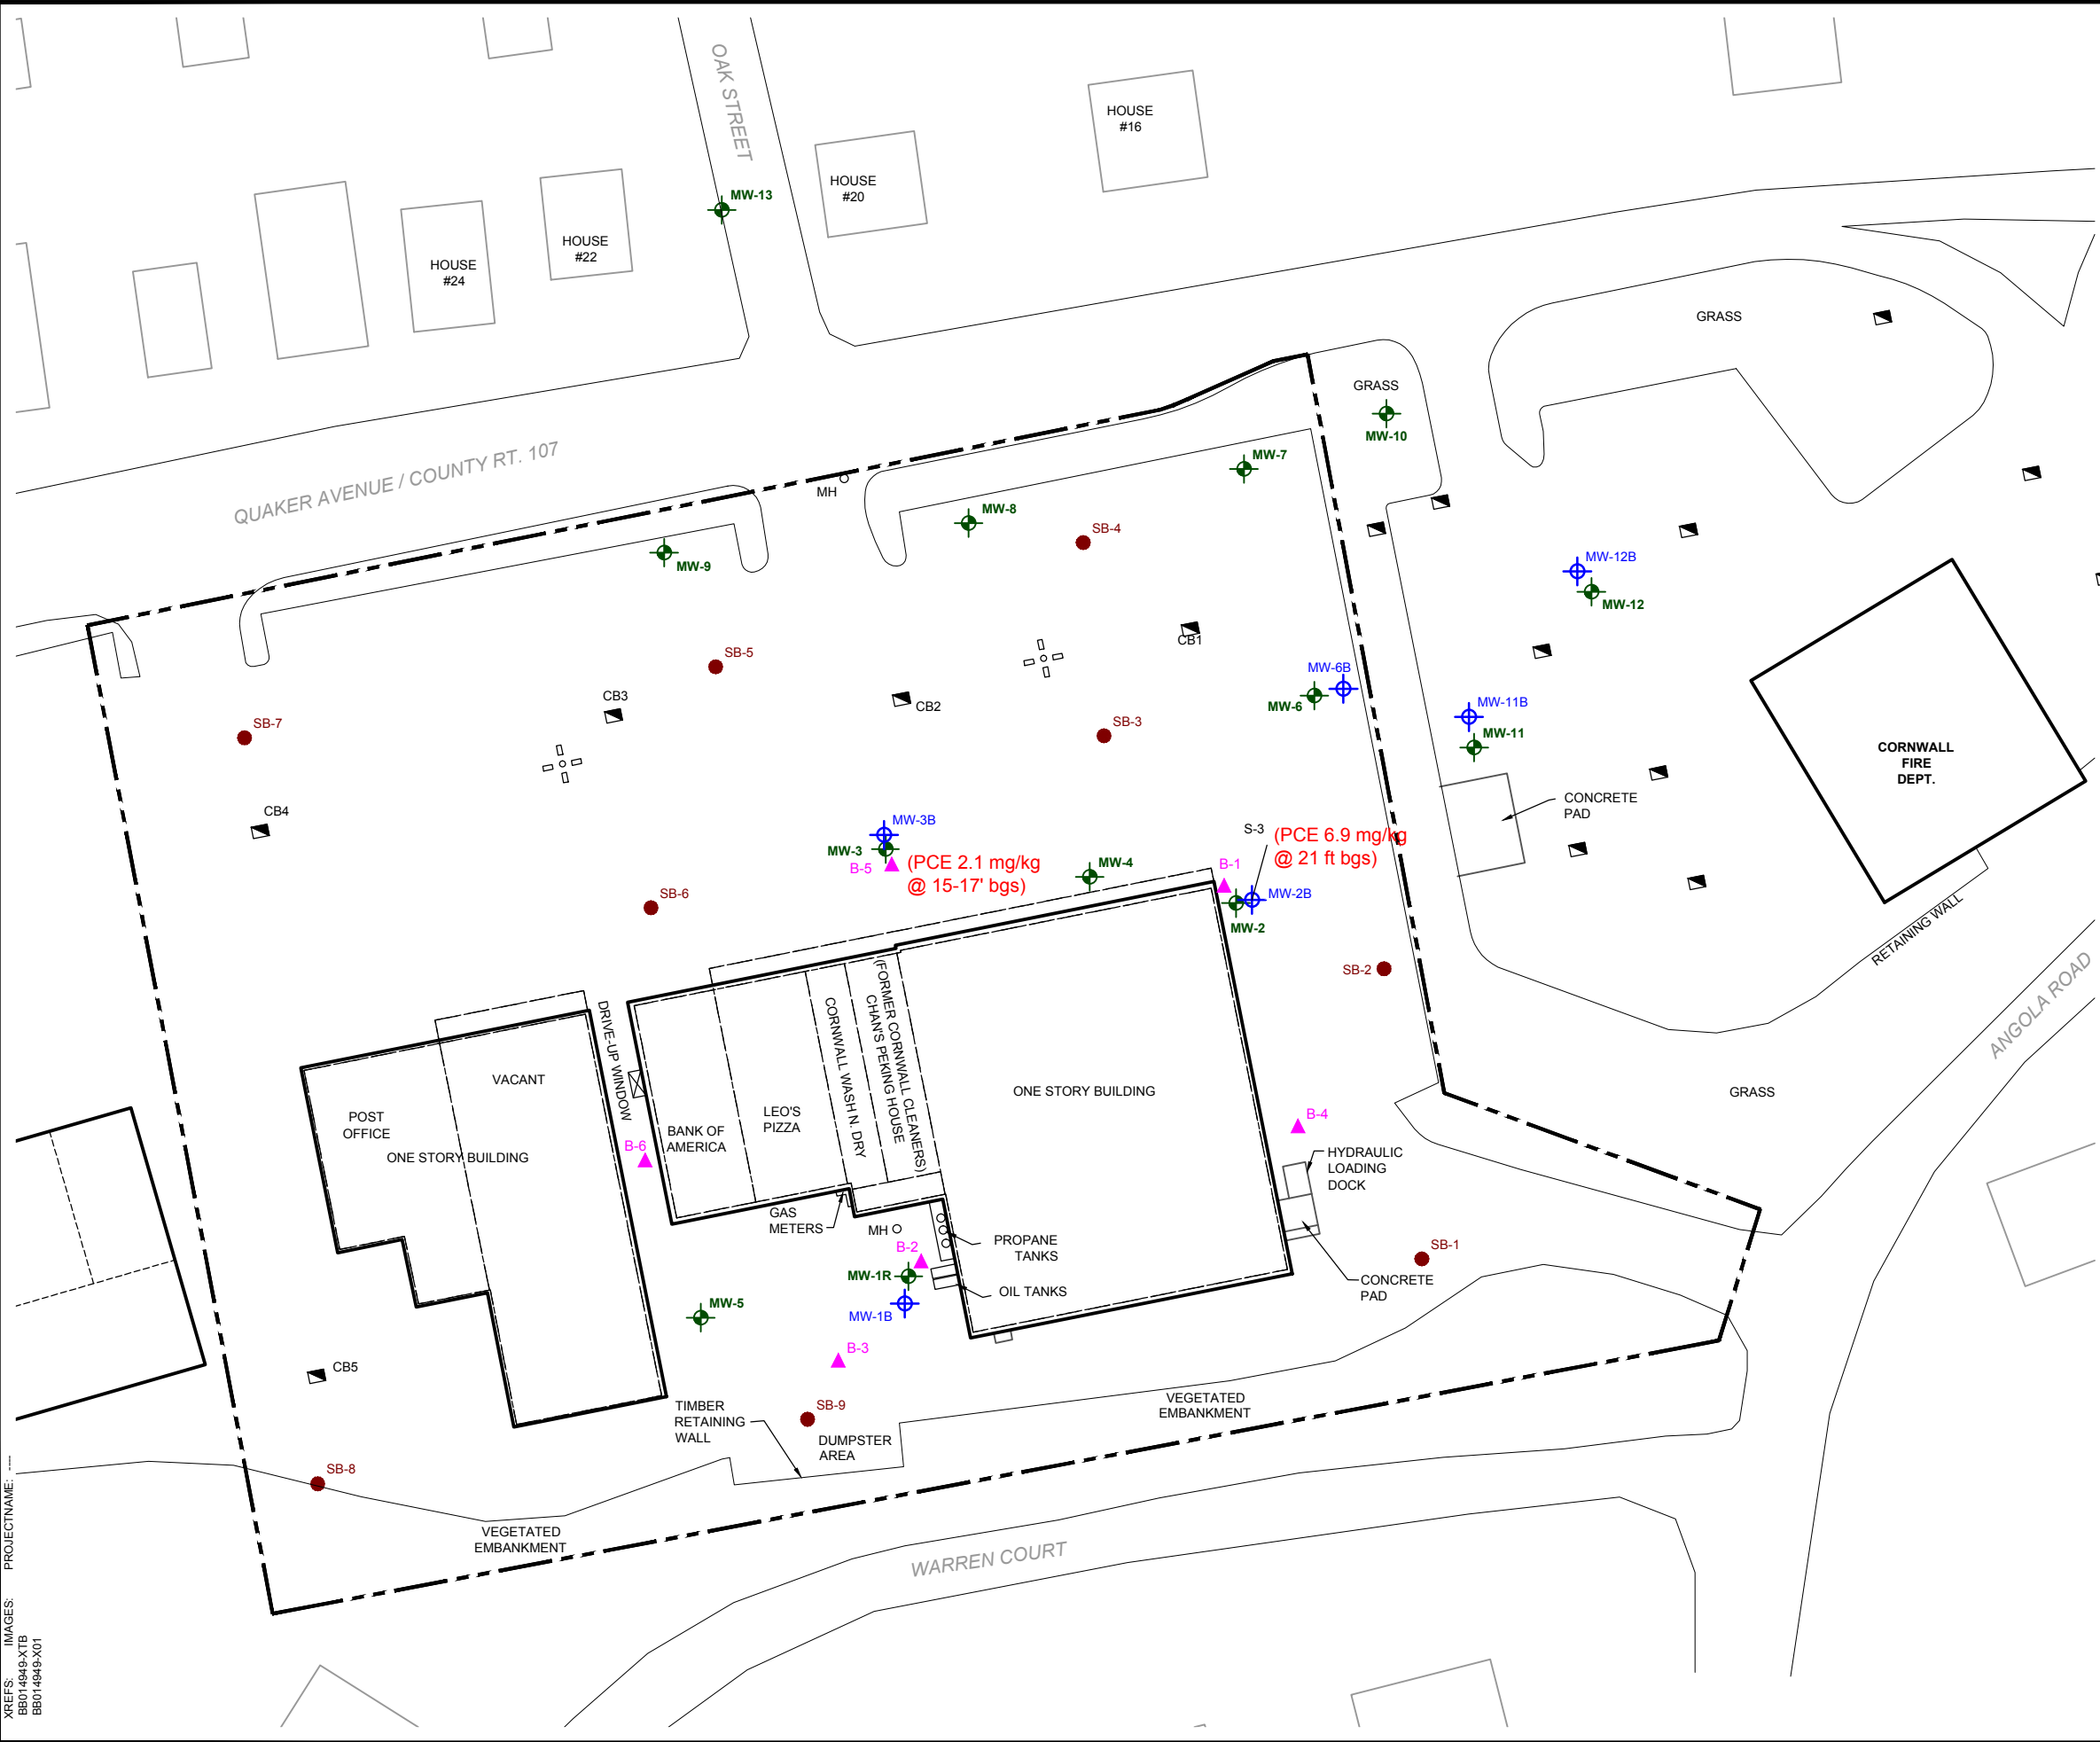 OAK STREET
HOUSE
#16
HOUSE
#20
MW-13
HOUSE
#22
HOUSE
#24
GRASS
GRASS
MW-10
QUAKER AVENUE / COUNTY RT. 107
MH
MW-7
MW-8
SB-4
MW-9
MW-12B
MW-12
CB1
SB-5
MW-6B
MW-6
CB3
CB2
SB-7
SB-3
MW-11B
MW-11
CORNWALL
FIRE
DEPT.
CONCRETE
PAD
CB4
MW-3B
MW-3
B-5
(PCE 2.1 mg/kg
@ 15-17' bgs)
MW-4
S-3
(PCE 6.9 mg/kg
@ 21 ft bgs)
B-1
MW-2B
MW-2
SB-6
SB-2
RETAINING WALL
ANGOLA ROAD
DRIVE-UP WINDOW
CORNWALL WASH N. DRY
(FORMER CORNWALL CLEANERS)
CHAN'S PEKING HOUSE
VACANT
POST
OFFICE
ONE STORY BUILDING
BANK OF
AMERICA
LEO'S
PIZZA
ONE STORY BUILDING
GRASS
B-6
B-4
HYDRAULIC
LOADING
DOCK
GAS
METERS
MH
PROPANE
TANKS
B-2
MW-1R
OIL TANKS
MW-1B
SB-1
CONCRETE
PAD
MW-5
B-3
CB5
TIMBER
RETAINING
WALL
SB-9
DUMPSTER
AREA
VEGETATED
EMBANKMENT
SB-8
VEGETATED
EMBANKMENT
WARREN COURT
XREFS: IMAGES: PROJECTNAME: ----
BB014949-XTB
BB014949-X01